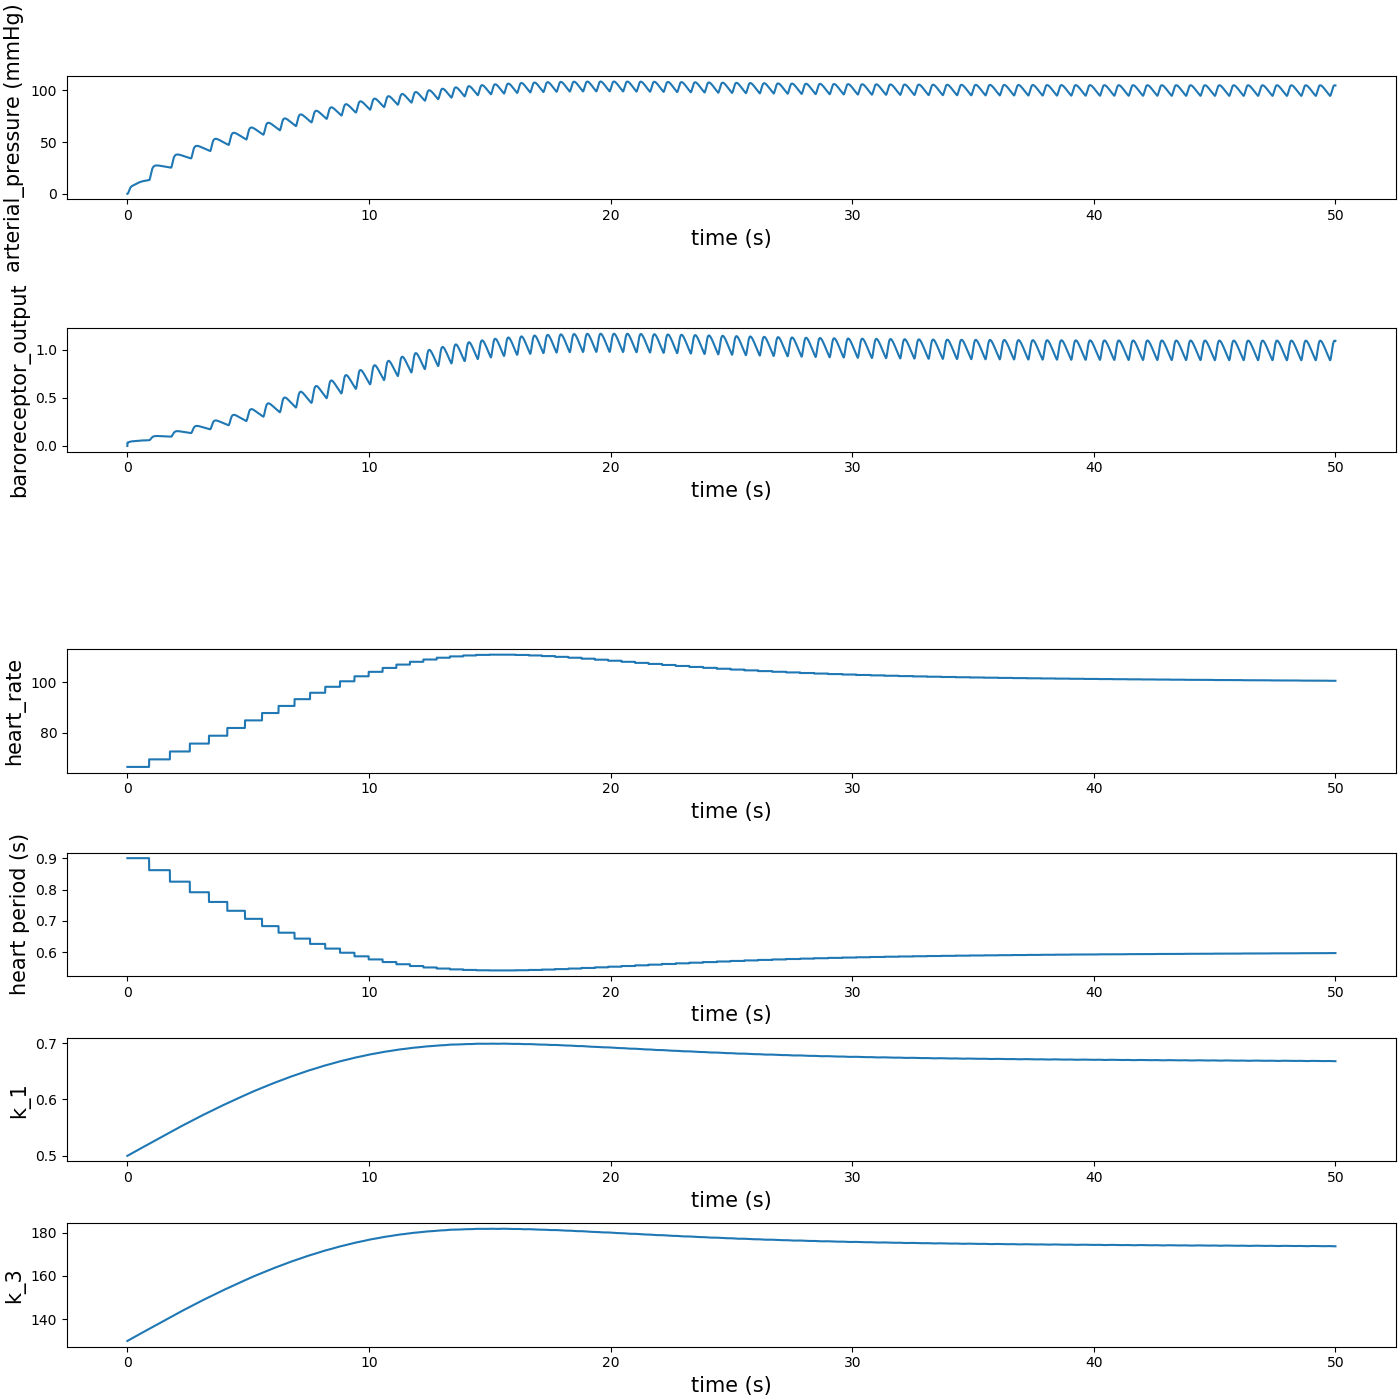 arterial_pressure (mmHg)
100
50
0
0 10 20 30 40 50
time (s)
baroreceptor_output
1.0
0.5
0.0
0 10 20 30 40 50
time (s)
heart_rate
100
80
0 10 20 30 40 50
time (s)
heart period (s)
0.9
0.8
0.7
0.6
0 10 20 30 40 50
time (s)
k_1
0.7
0.6
0.5
0 10 20 30 40 50
time (s)
k_3
180
160
140
0 10 20 30 40 50
time (s)